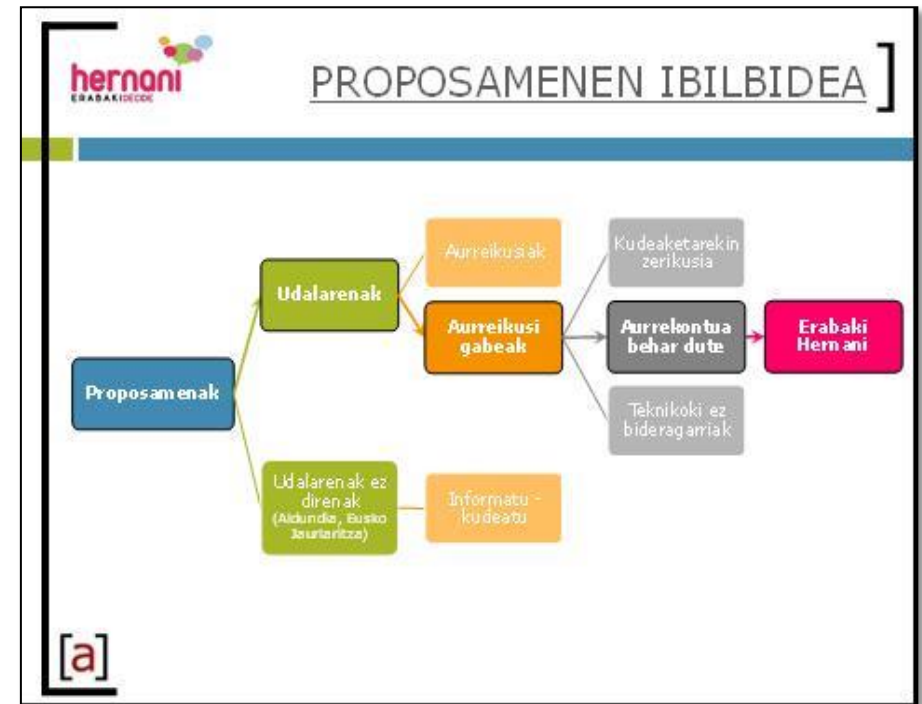 hernani
ERABAKIDECIDE
PROPOSAMENEN IBILBIDEA
Proposamenak
Udalarenak
Udalarenak ez
direnak
(Aldundia, Eusko
Jaurlaritza)
Aurreikusiak
Aurreikusi
gabeak
Informatu -
kudeatu
Kudeaketarekin
zerikusia
Aurrekontua
behar dute
Teknikoki ez
bideragarriak
Erabaki
Hernani
[a]